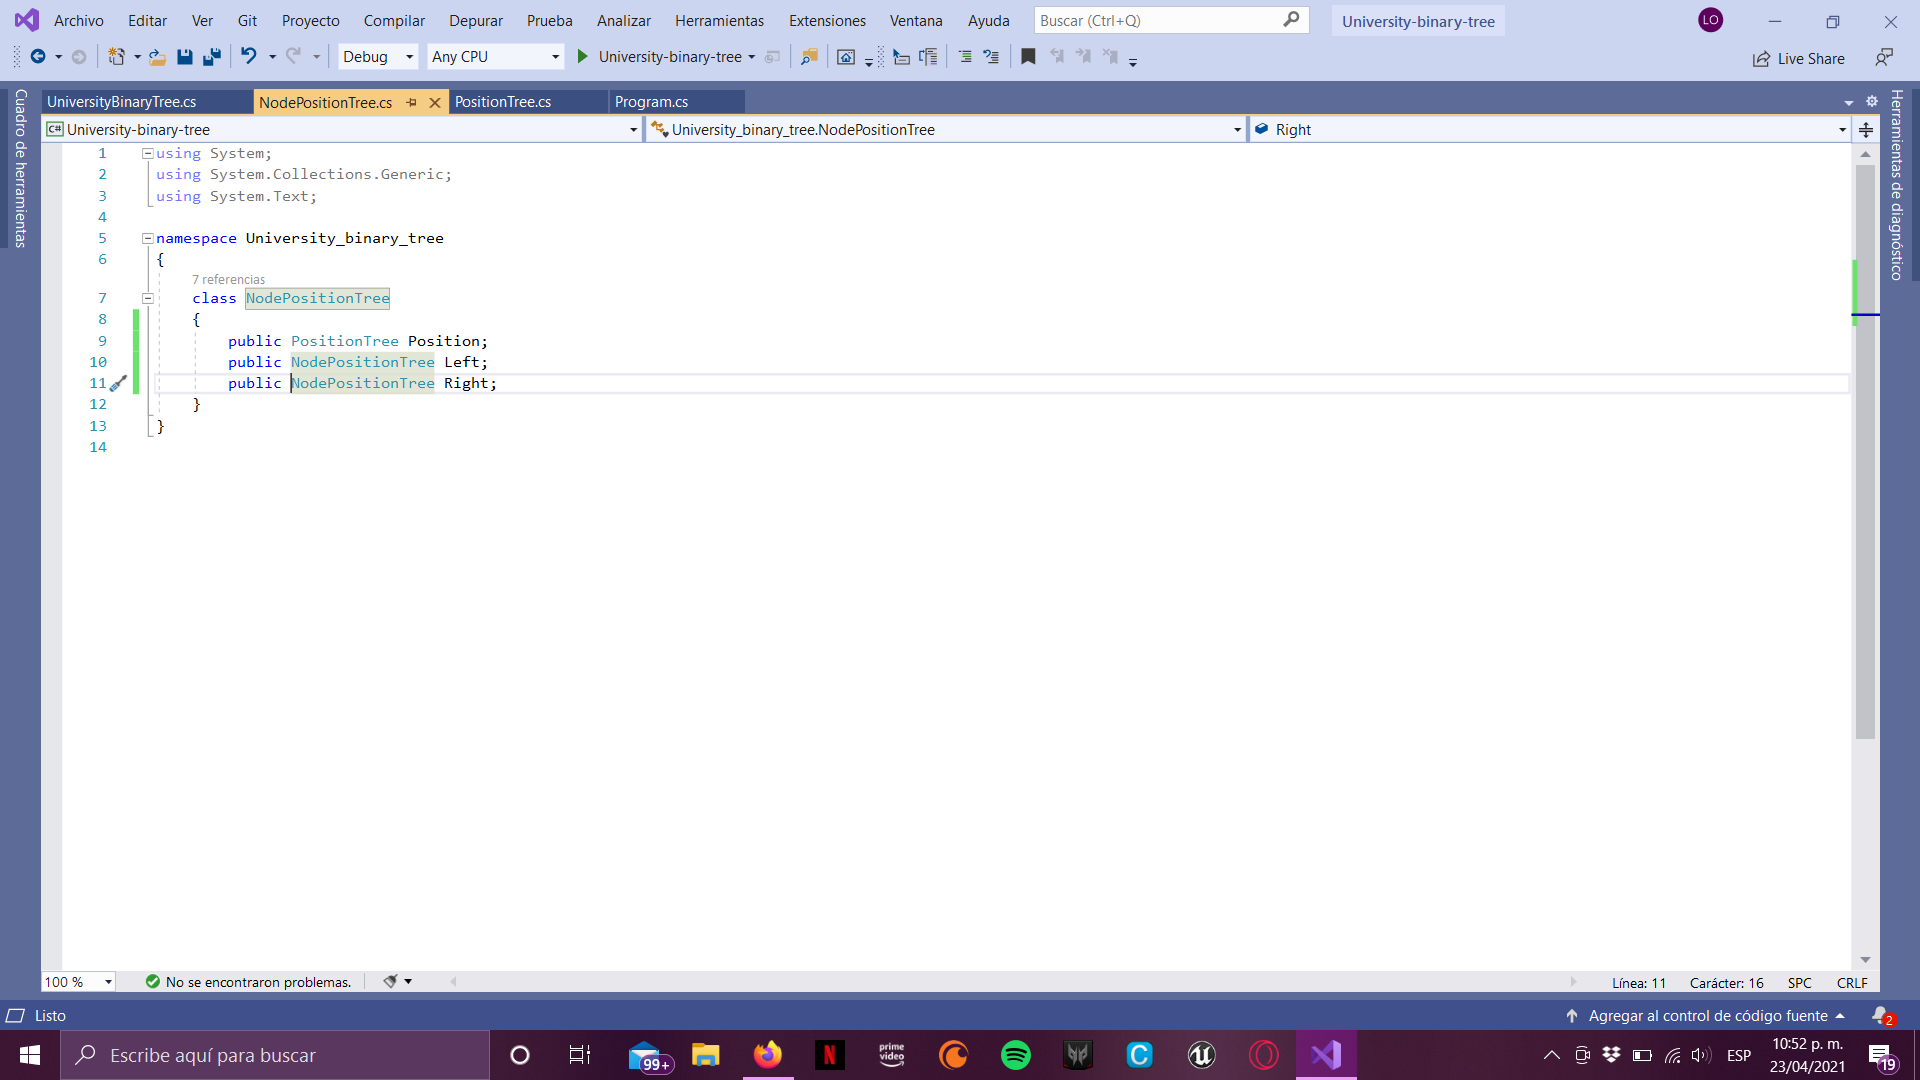 Archivo Editar Ver Git Proyecto Compilar Depurar Prueba Analizar Herramientas Extensiones Ventana Ayuda Buscar (Ctrl+Q) University-binary-tree LO
Debug Any CPU University-binary-tree Live Share
Cuadro de herramientas
UniversityBinaryTree.cs NodePositionTree.cs PositionTree.cs Program.cs
C# University-binary-tree University_binary_tree.NodePositionTree Right
Herramientas de diagnóstico
1 using System;
2 using System.Collections.Generic;
3 using System.Text;
4
5 namespace University_binary_tree
6 {
7 referencias
7 class NodePositionTree
8 {
9 public PositionTree Position;
10 public NodePositionTree Left;
11 public NodePositionTree Right;
12 }
13 }
14
100 % No se encontraron problemas. Línea: 11 Carácter: 16 SPC CRLF
Listo Agregar al control de código fuente 2
Escribe aquí para buscar 99+ N prime video C ESP 10:52 p. m. 19
23/04/2021